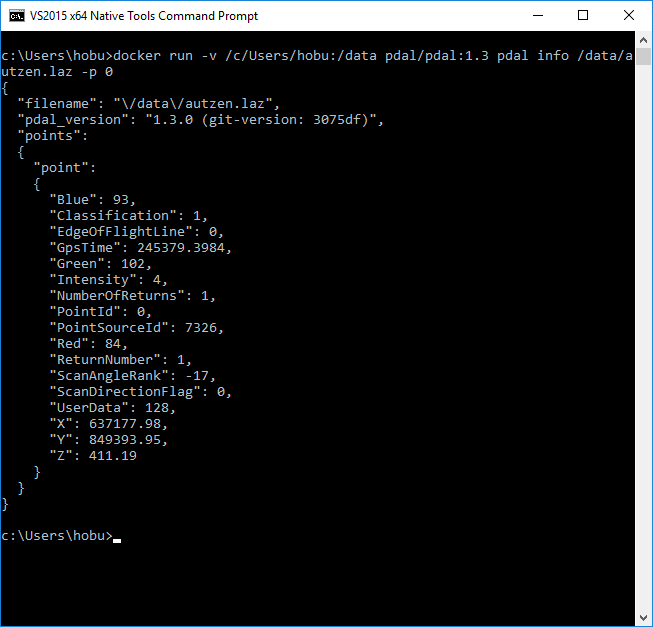 VS2015 x64 Native Tools Command Prompt
c:\Users\hobu>docker run -v /c/Users/hobu:/data pdal/pdal:1.3 pdal info /data/a
utzen.laz -p 0
{
  "filename": "\/data\/autzen.laz",
  "pdal_version": "1.3.0 (git-version: 3075df)",
  "points":
  {
    "point":
    {
      "Blue": 93,
      "Classification": 1,
      "EdgeOfFlightLine": 0,
      "GpsTime": 245379.3984,
      "Green": 102,
      "Intensity": 4,
      "NumberOfReturns": 1,
      "PointId": 0,
      "PointSourceId": 7326,
      "Red": 84,
      "ReturnNumber": 1,
      "ScanAngleRank": -17,
      "ScanDirectionFlag": 0,
      "UserData": 128,
      "X": 637177.98,
      "Y": 849393.95,
      "Z": 411.19
    }
  }
}
c:\Users\hobu>